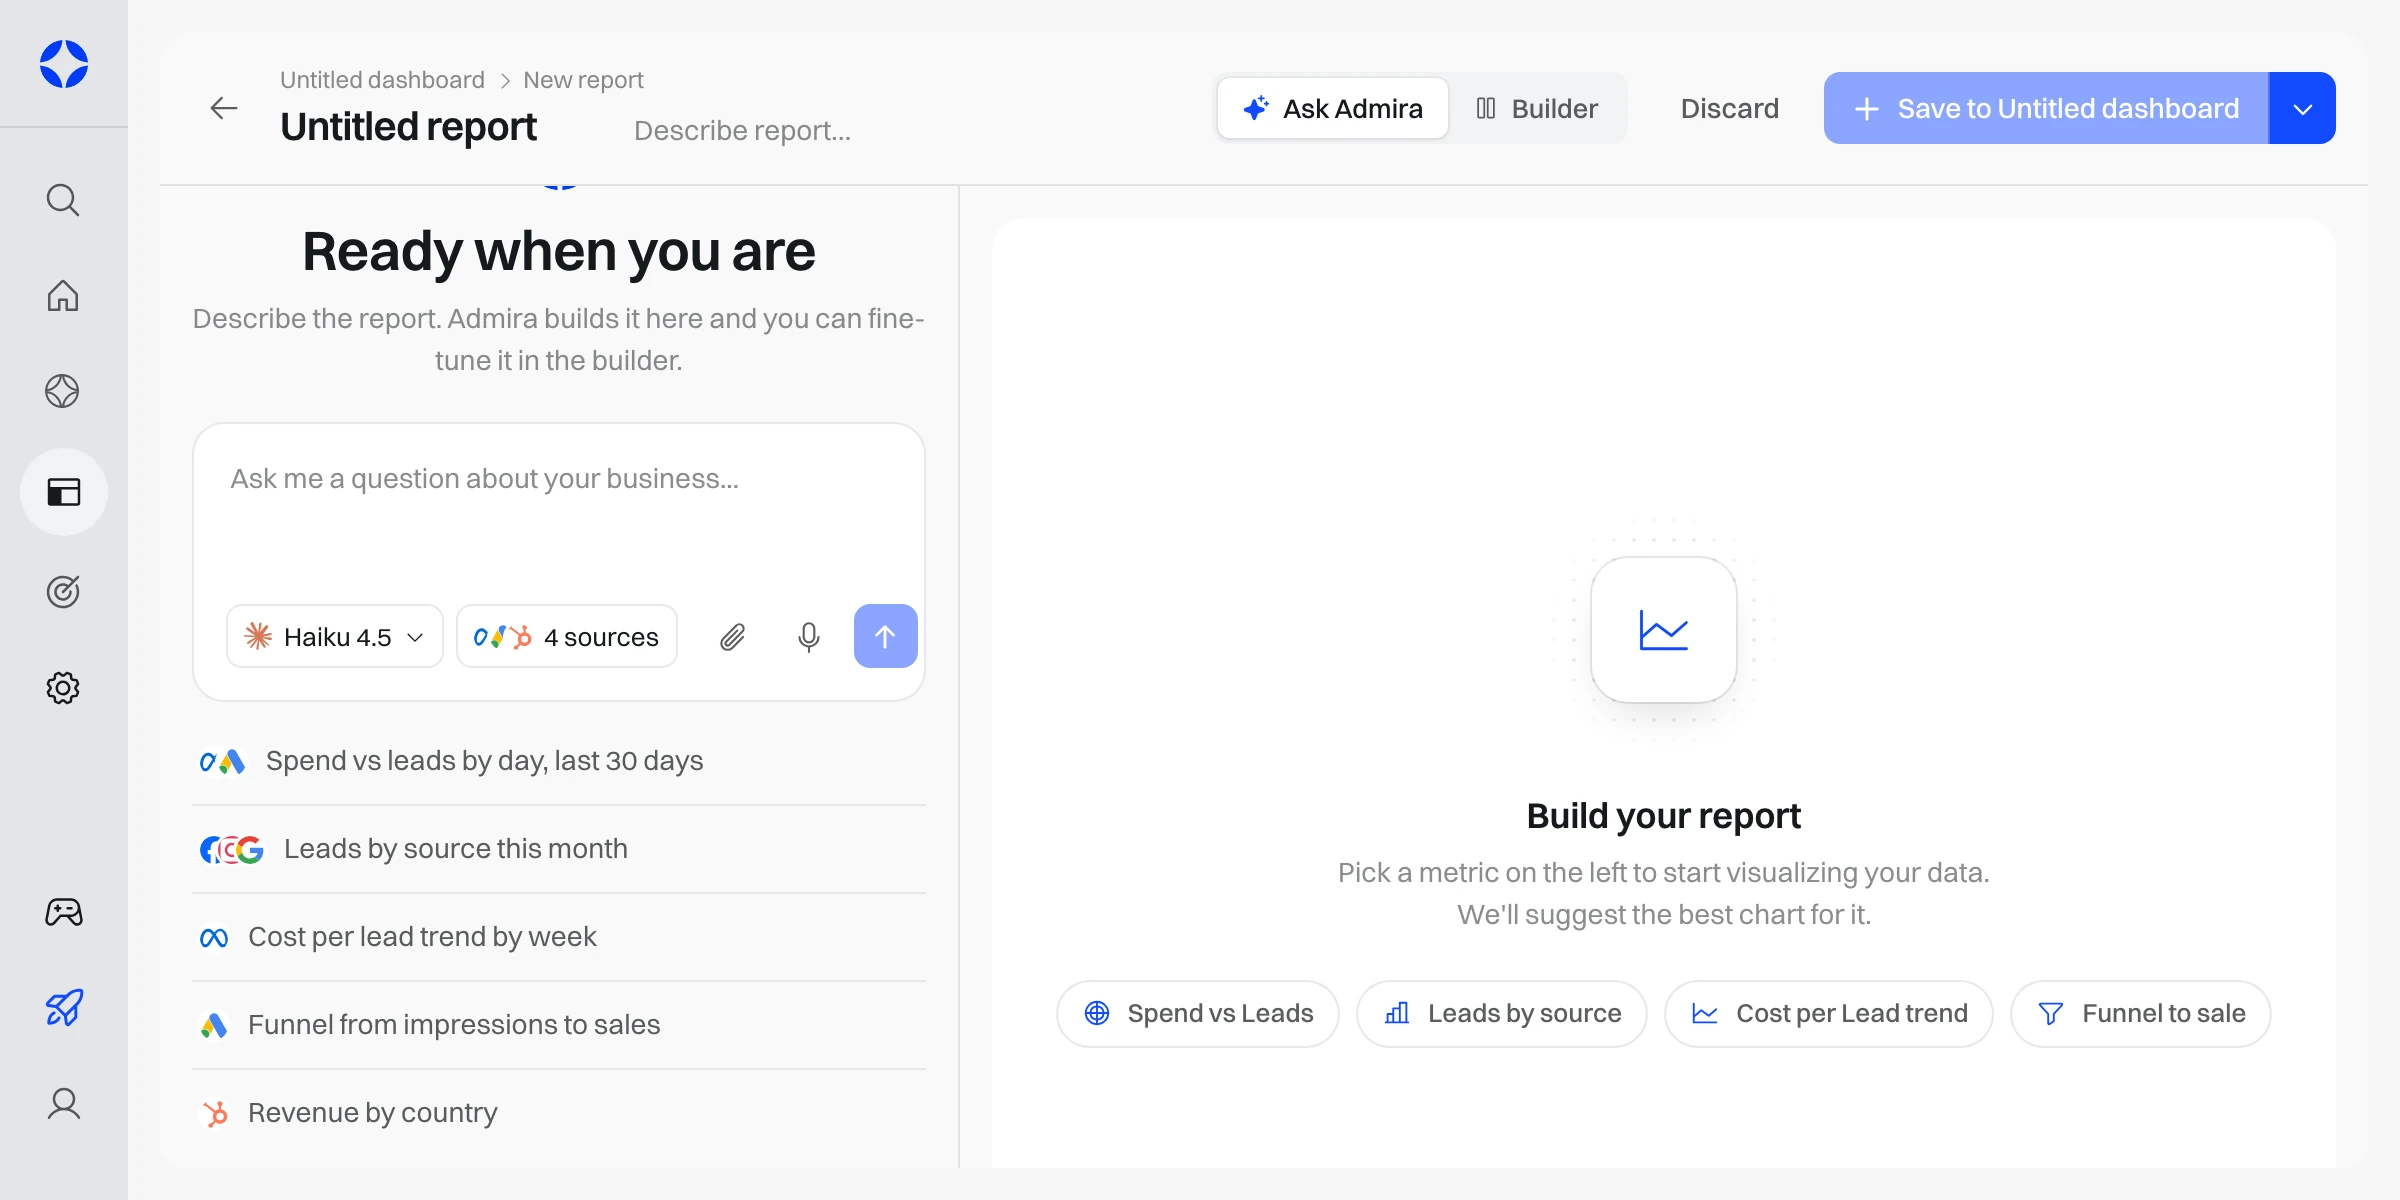 Untitled dashboard > New report
Untitled report
Describe report...
Ask Admira
Builder
Discard
Save to Untitled dashboard
Ready when you are
Describe the report. Admira builds it here and you can fine-
tune it in the builder.
Ask me a question about your business...
Haiku 4.5
4 sources
Spend vs leads by day, last 30 days
Leads by source this month
Cost per lead trend by week
Funnel from impressions to sales
Revenue by country
Build your report
Pick a metric on the left to start visualizing your data.
We'll suggest the best chart for it.
Spend vs Leads
Leads by source
Cost per Lead trend
Funnel to sale